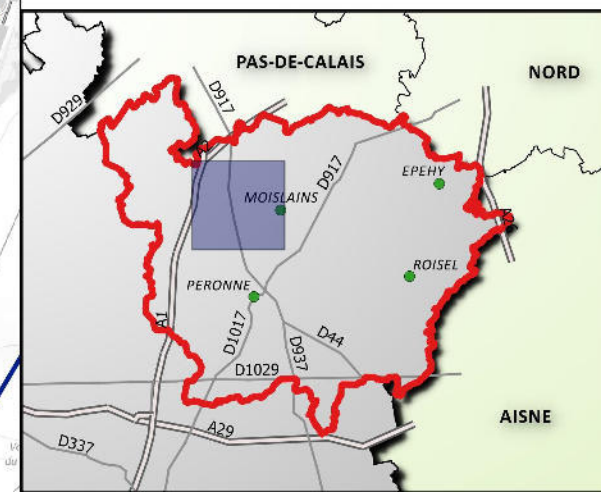 PAS-DE-CALAIS
NORD
D929
D917
A2
D917
EPEHY
MOISLAINS
ROISEL
PERONNE
A1
D1017
D937
D44
D1029
AISNE
A29
D337